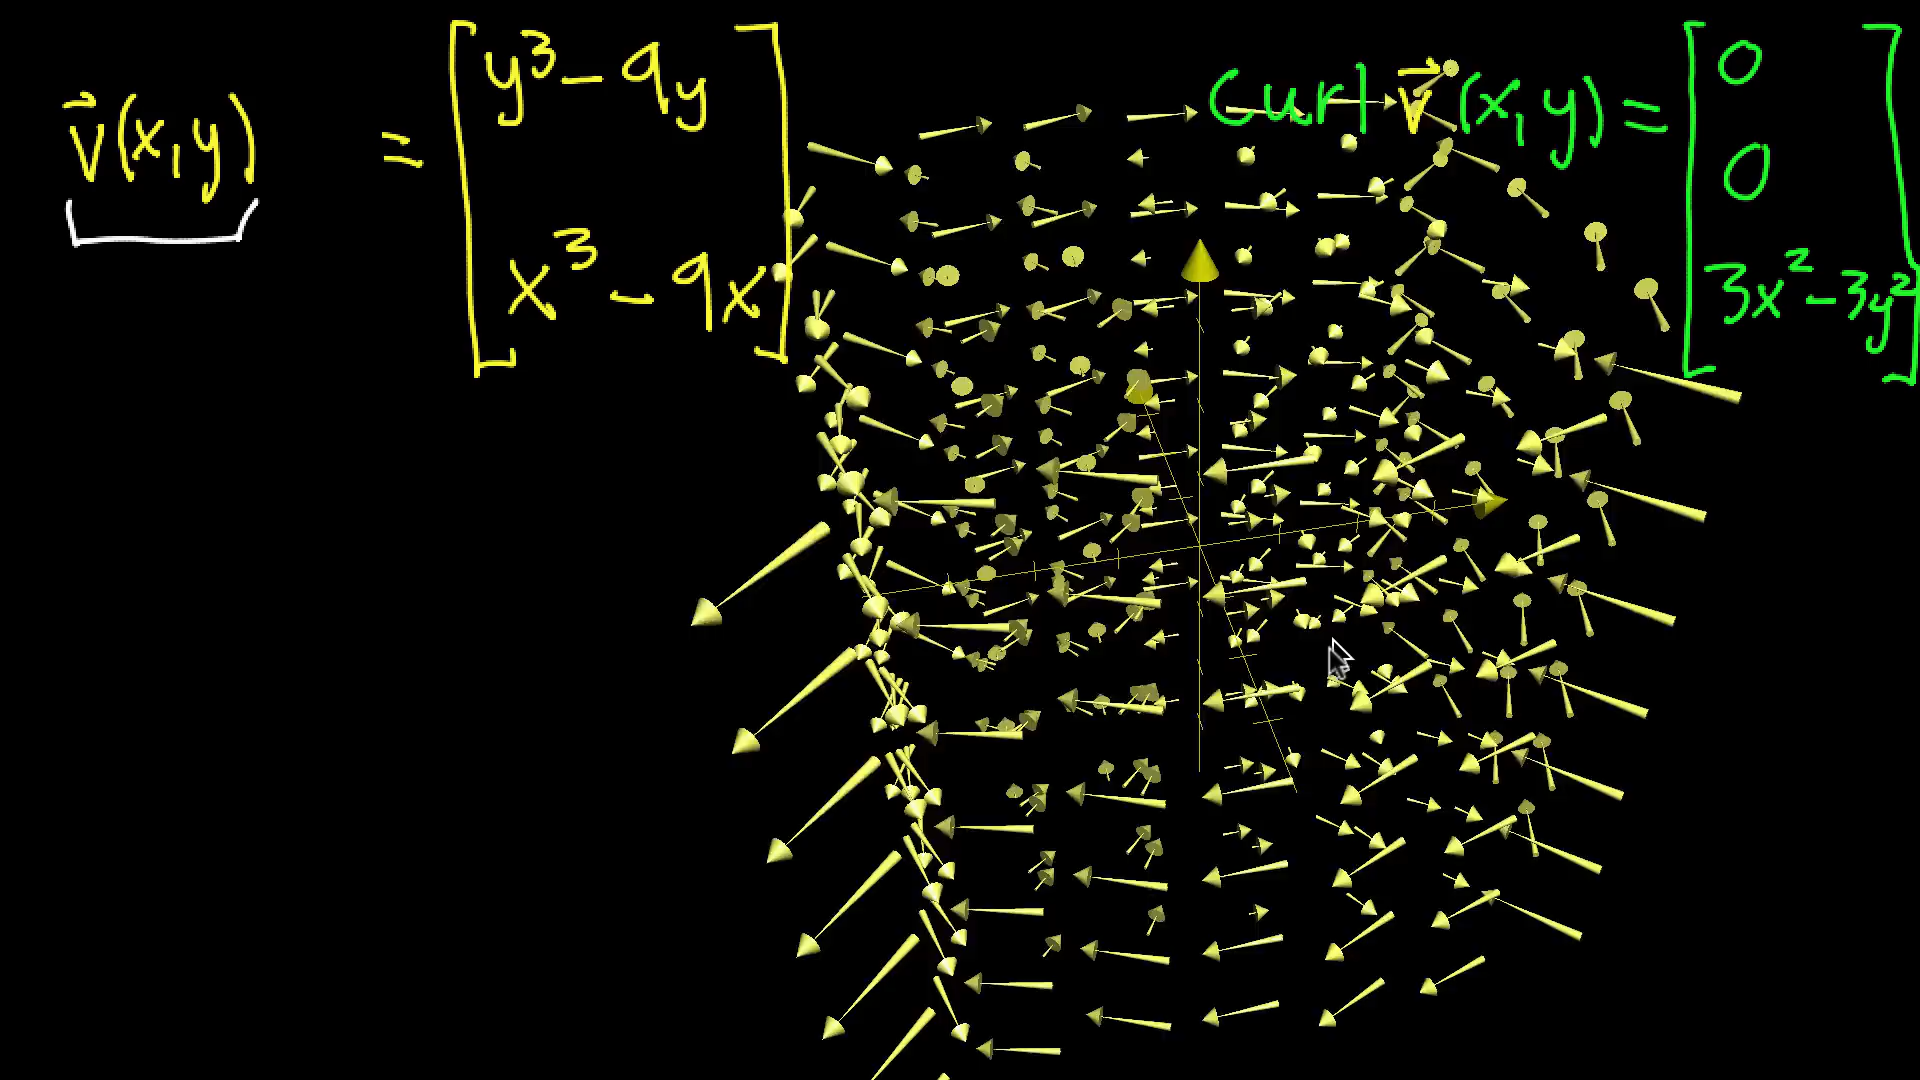 v⃗(x,y) = [y³-9y
x³-9x]
Curl v⃗(x,y) = [0
0
3x²-3y²]